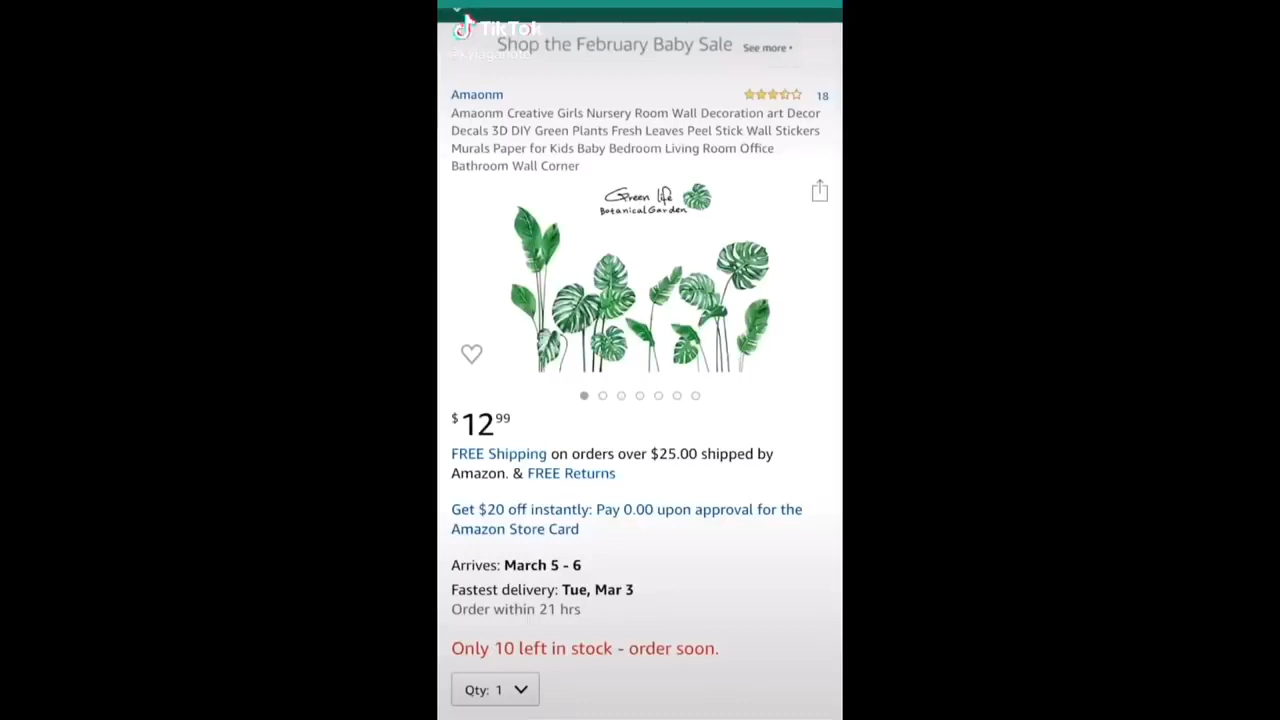 TikTok
Shop the February Baby Sale See more
Amaonm 18
Amaonm Creative Girls Nursery Room Wall Decoration art Decor
Decals 3D DIY Green Plants Fresh Leaves Peel Stick Wall Stickers
Murals Paper for Kids Baby Bedroom Living Room Office
Bathroom Wall Corner
Green life
Botanical Garden
$12.99
FREE Shipping on orders over $25.00 shipped by
Amazon. & FREE Returns
Get $20 off instantly: Pay 0.00 upon approval for the
Amazon Store Card
Arrives: March 5 - 6
Fastest delivery: Tue, Mar 3
Order within 21 hrs
Only 10 left in stock - order soon.
Qty: 1